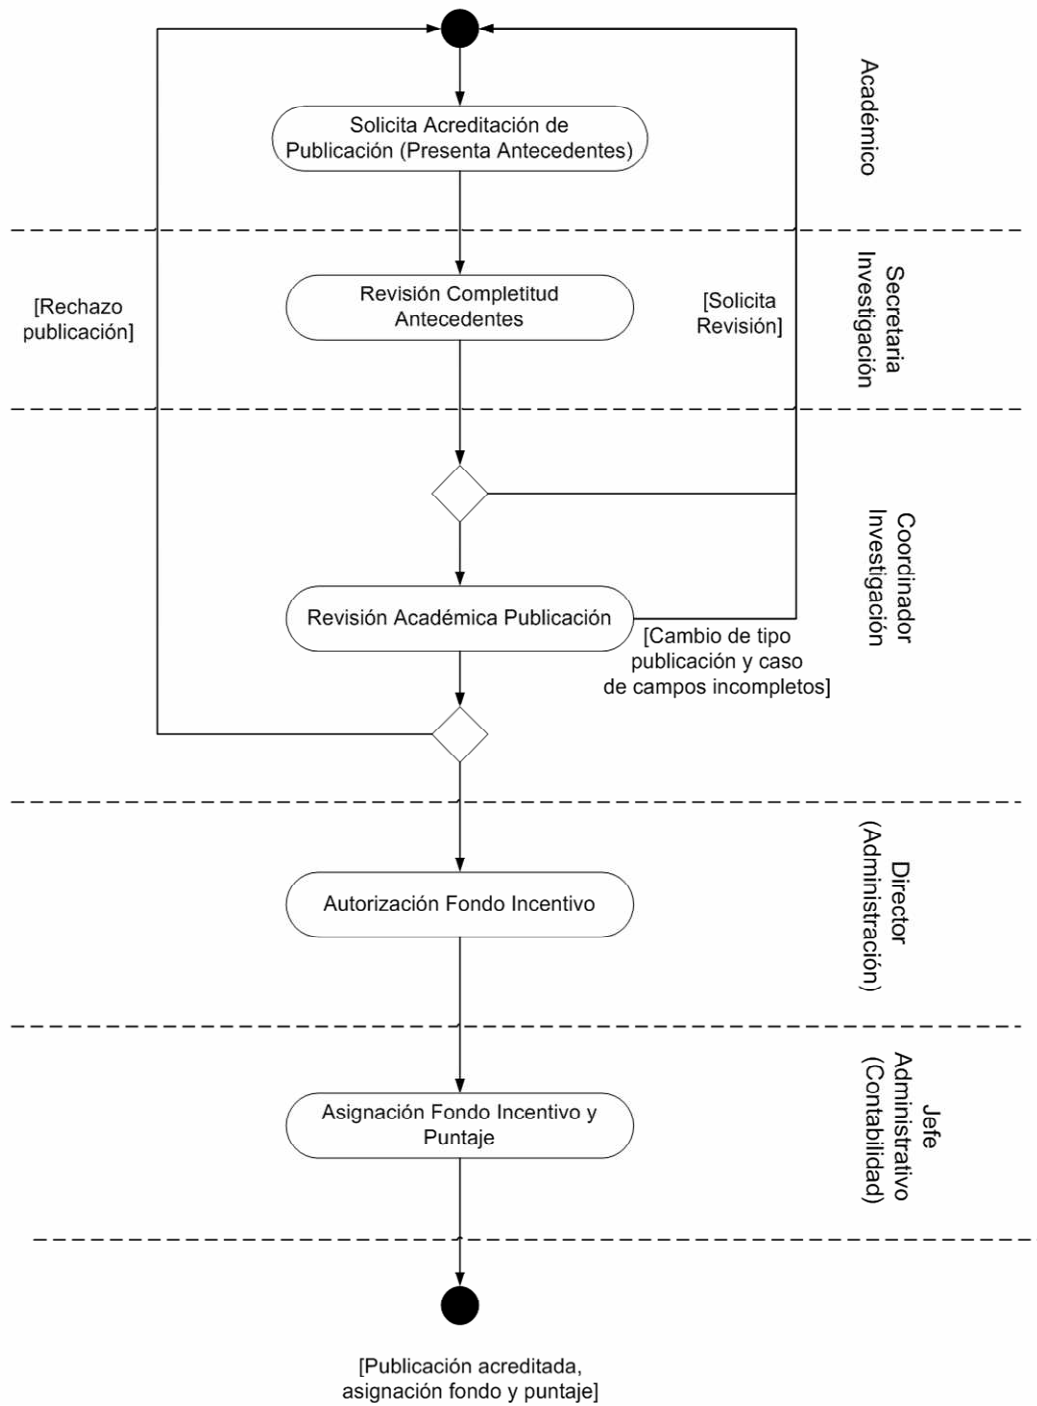 Académico
Solicita Acreditación de
Publicación (Presenta Antecedentes)
Secretaria
Investigación
[Rechazo
publicación]
Revisión Completitud
Antecedentes
[Solicita
Revisión]
Coordinador
Investigación
Revisión Académica Publicación
[Cambio de tipo
publicación y caso
de campos incompletos]
Director
(Administración)
Autorización Fondo Incentivo
Jefe
Administrativo
(Contabilidad)
Asignación Fondo Incentivo y
Puntaje
[Publicación acreditada,
asignación fondo y puntaje]